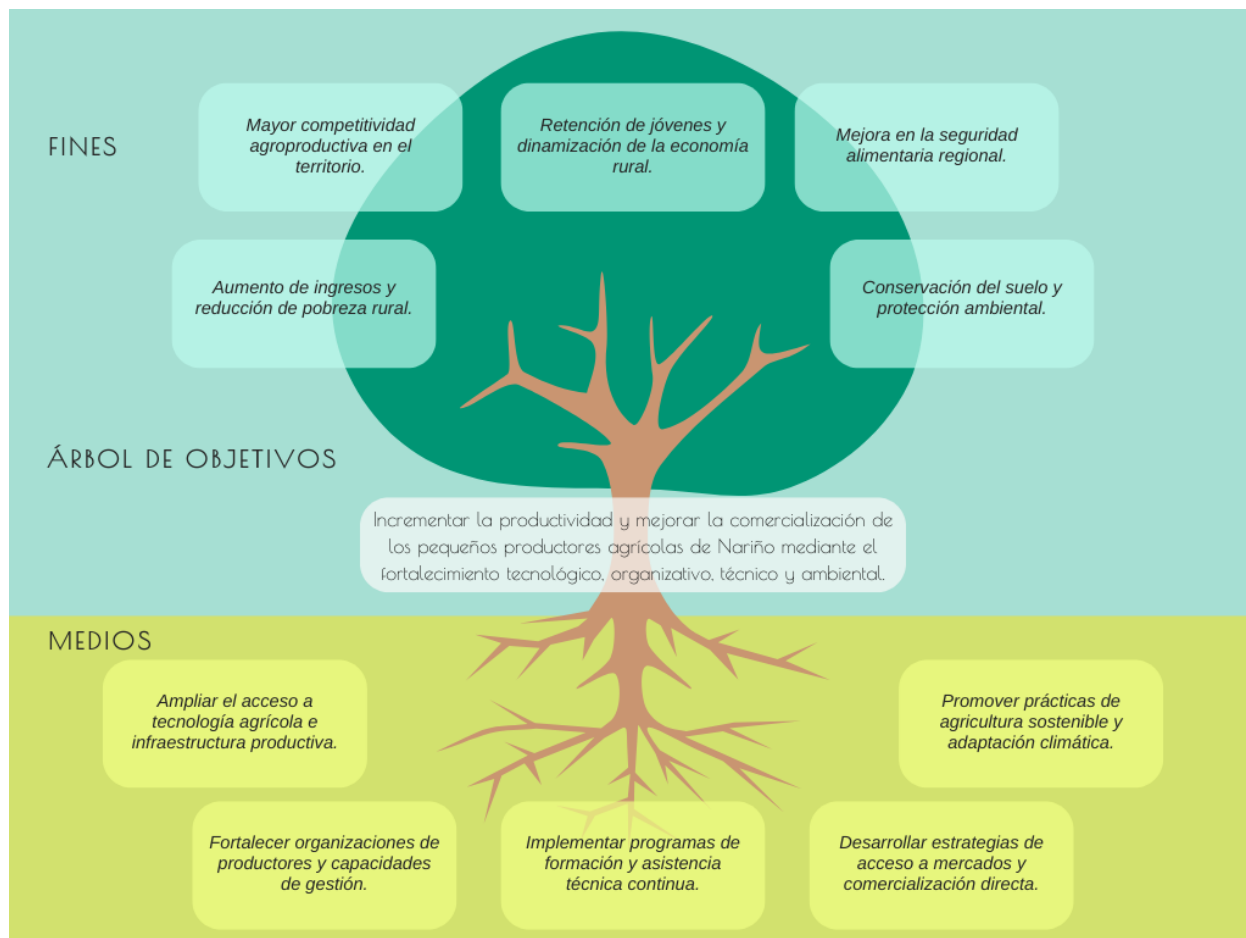 FINES
Mayor competitividad
agroproductiva en el
territorio.
Retención de jóvenes y
dinamización de la economía
rural.
Mejora en la seguridad
alimentaria regional.
Aumento de ingresos y
reducción de pobreza rural.
Conservación del suelo y
protección ambiental.
ÁRBOL DE OBJETIVOS
Incrementar la productividad y mejorar la comercialización de
los pequeños productores agrícolas de Nariño mediante el
fortalecimiento tecnológico, organizativo, técnico y ambiental.
MEDIOS
Ampliar el acceso a
tecnología agrícola e
infraestructura productiva.
Promover prácticas de
agricultura sostenible y
adaptación climática.
Fortalecer organizaciones de
productores y capacidades
de gestión.
Implementar programas de
formación y asistencia
técnica continua.
Desarrollar estrategias de
acceso a mercados y
comercialización directa.